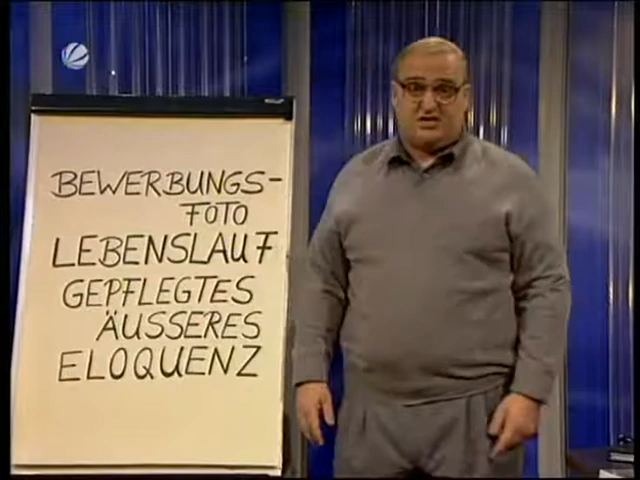 BEWERBUNGS-
FOTO
LEBENSLAUF
GEPFLEGTES
ÄUSSERES
ELOQUENZ